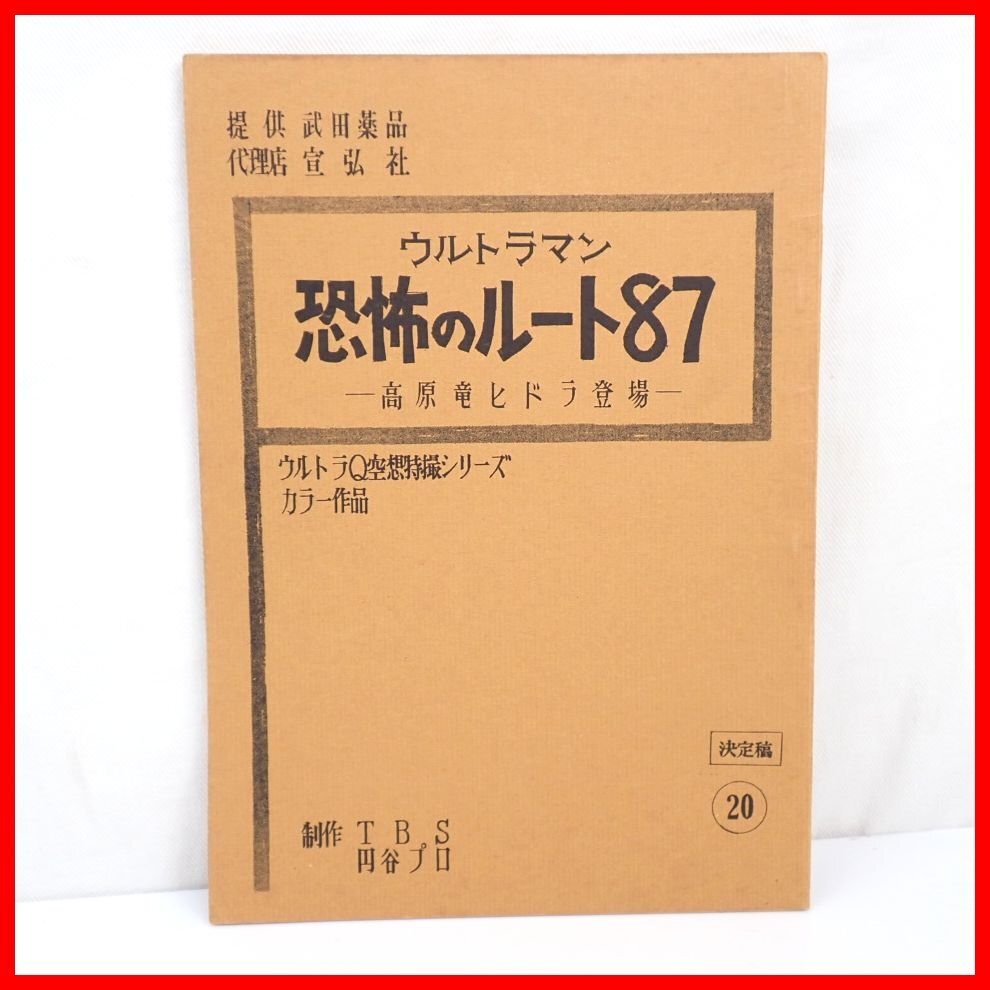 提供 武田薬品
代理店 宣弘社
ウルトラマン
恐怖のルート87
―高原竜ヒドラ登場―
ウルトラQ空想特撮シリーズ
カラー作品
決定稿
20
制作 TBS
円谷プロ